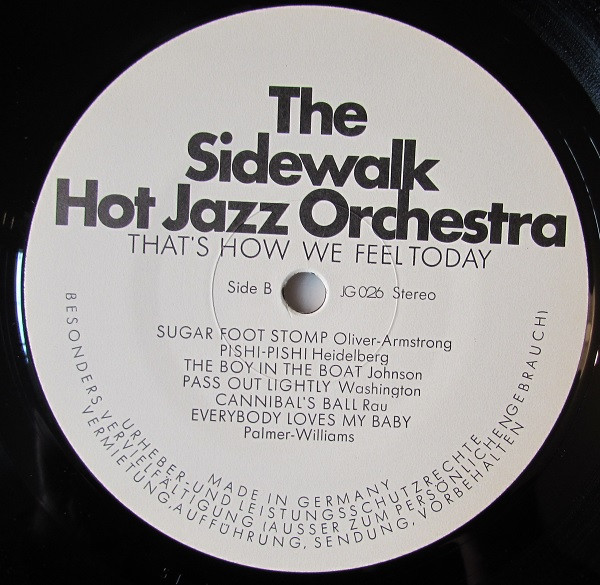 The
Sidewalk
Hot Jazz Orchestra
THAT'S HOW WE FEEL TODAY
Side B JG 026 Stereo
SUGAR FOOT STOMP Oliver-Armstrong
PISHI-PISHI Heidelberg
THE BOY IN THE BOAT Johnson
PASS OUT LIGHTLY Washington
CANNIBAL'S BALL Rau
EVERYBODY LOVES MY BABY
Palmer-Williams
MADE IN GERMANY
URHEBER-UND LEISTUNGSSCHUTZRECHTE
BESONDERS VERVIELFÄLTIGUNG (AUSSER ZUM PERSÖNLICHEN GEBRAUCH)
VERMIETUNG, AUFFÜHRUNG, SENDUNG, VORBEHALTEN